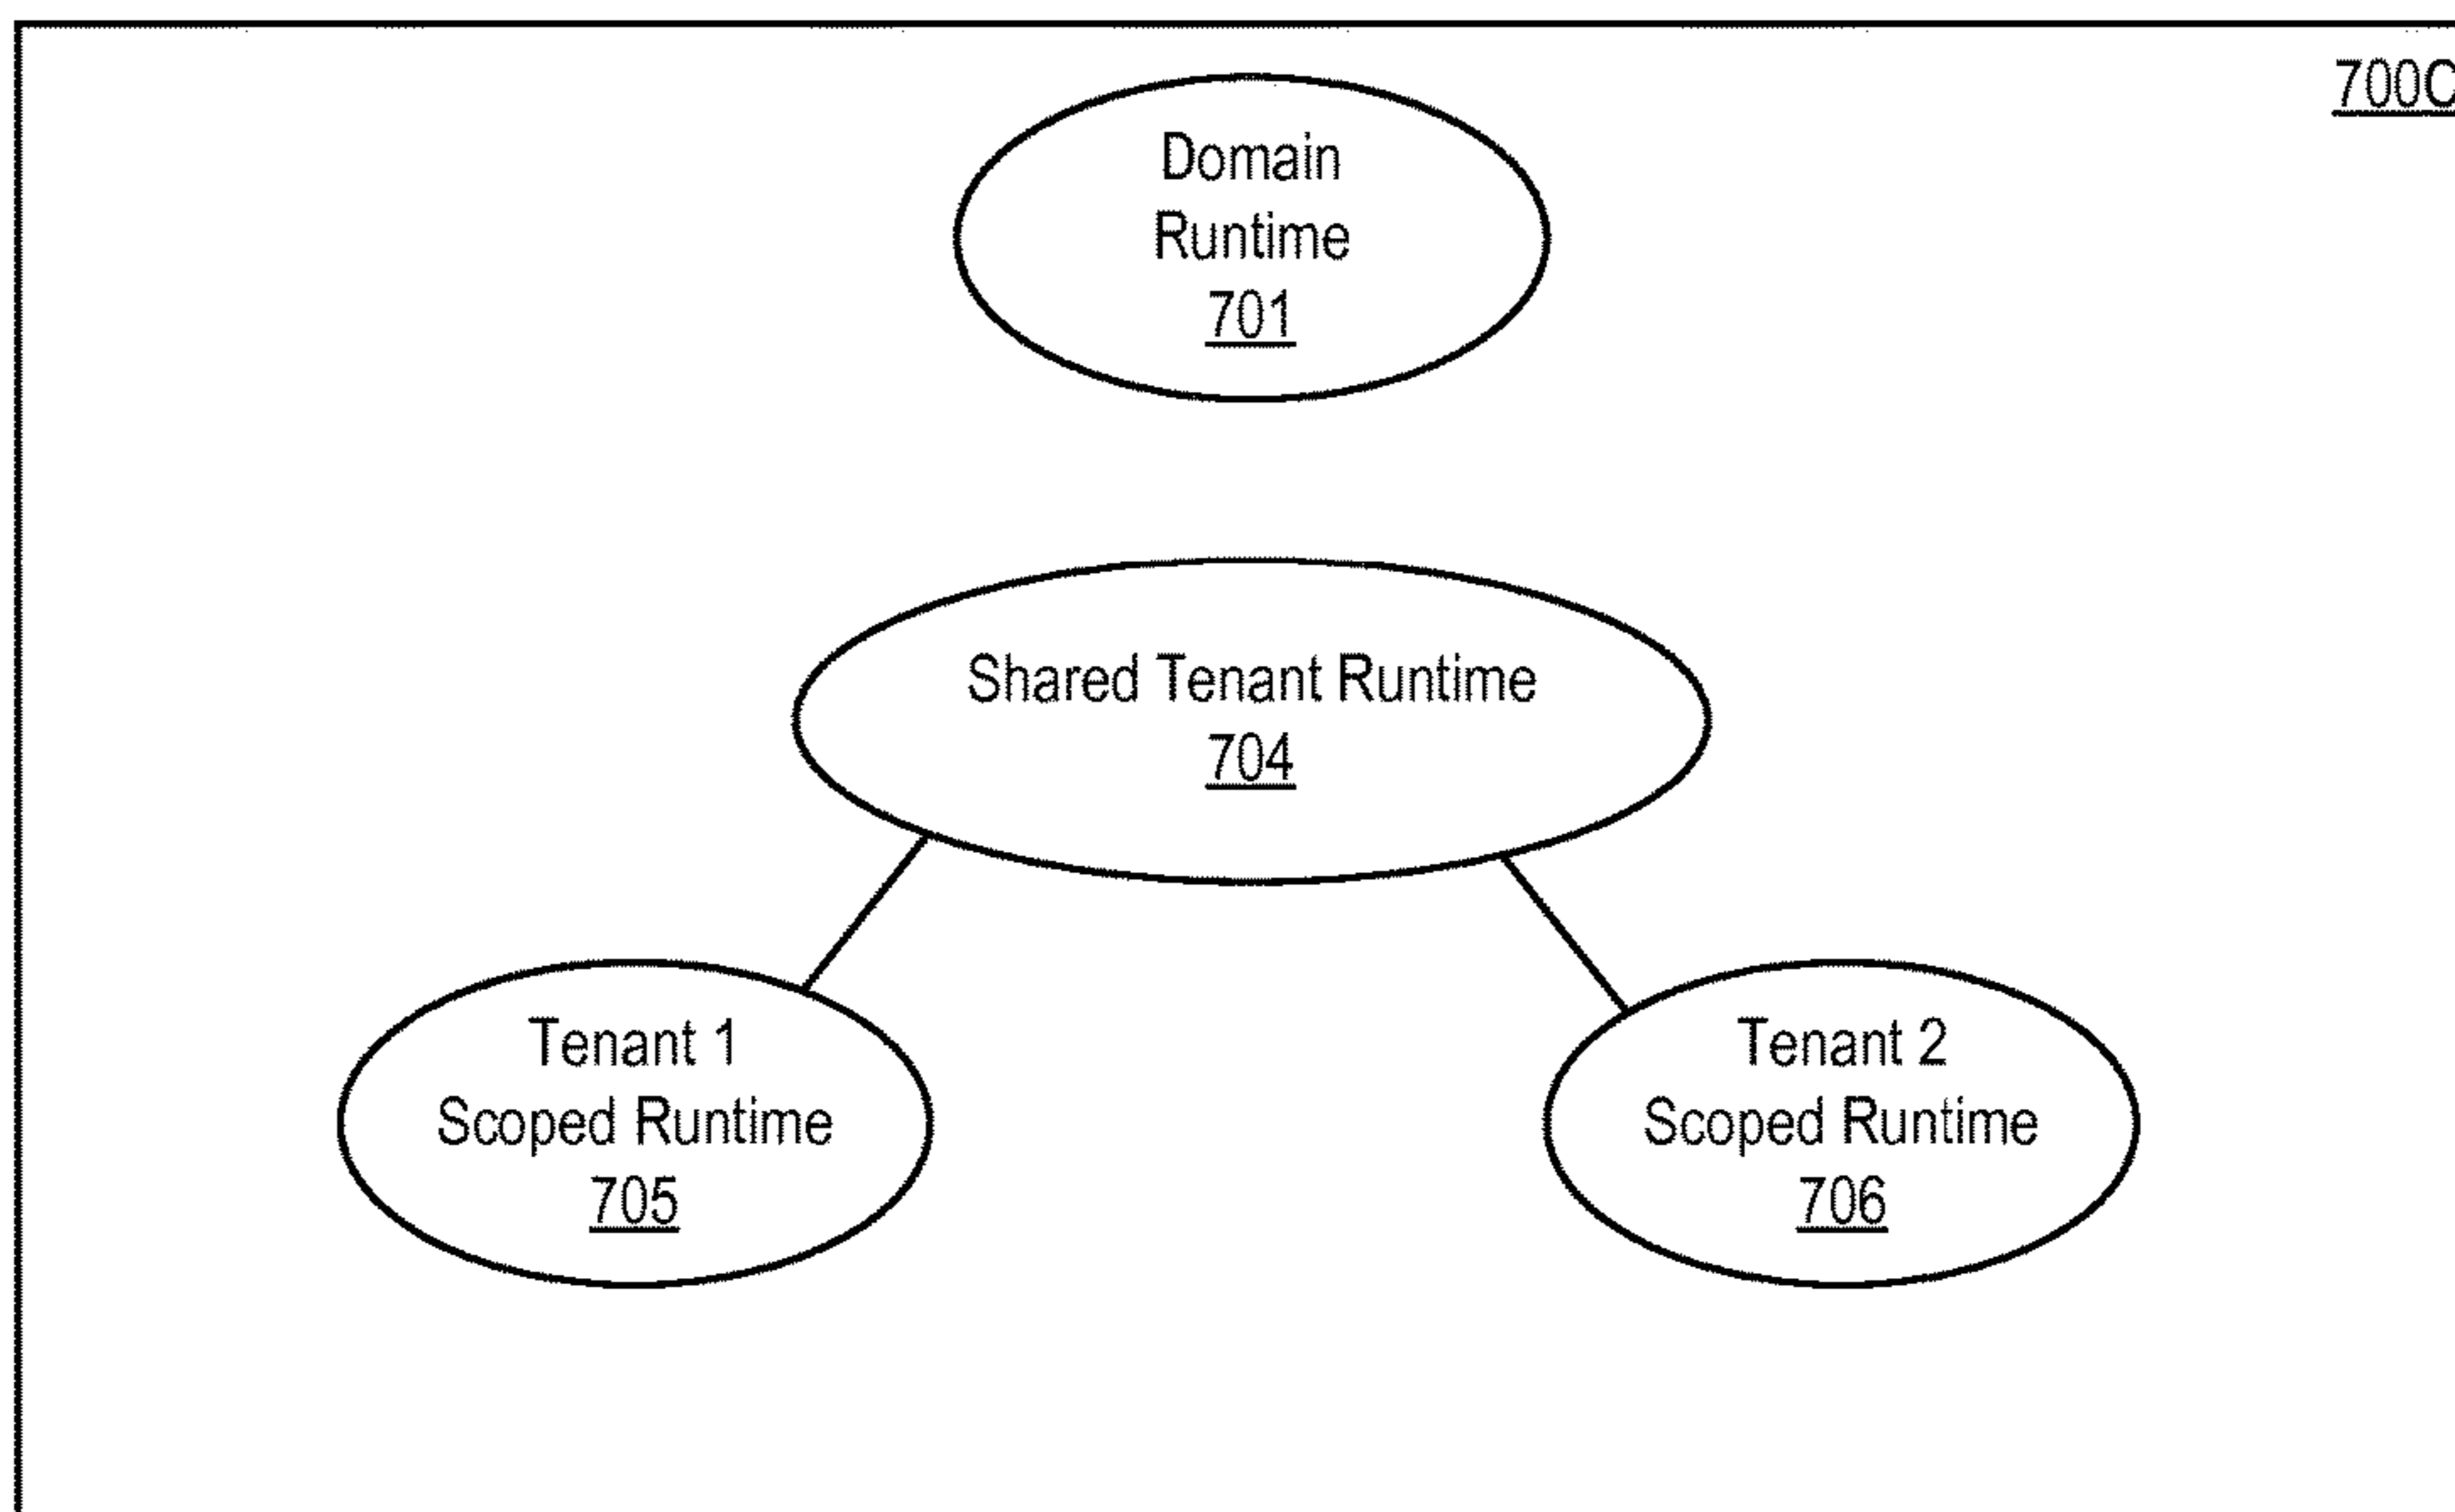 700C
Domain
Runtime
701
Shared Tenant Runtime
704
Tenant 1
Scoped Runtime
705
Tenant 2
Scoped Runtime
706